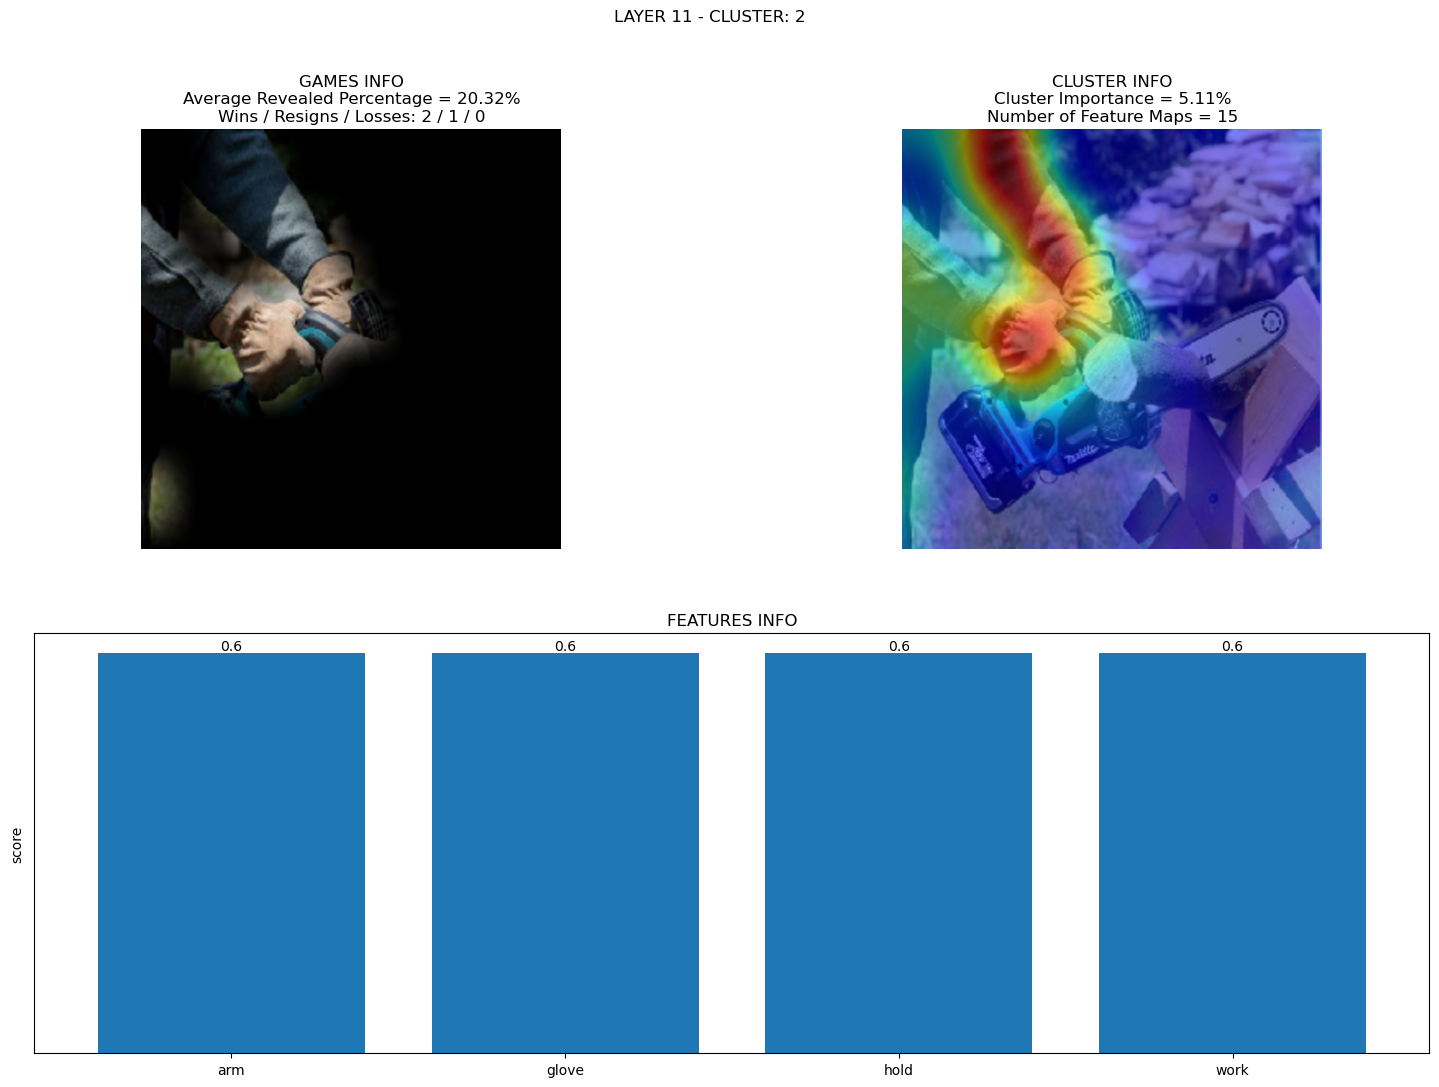 LAYER 11 - CLUSTER: 2
GAMES INFO
Average Revealed Percentage = 20.32%
Wins / Resigns / Losses: 2 / 1 / 0
CLUSTER INFO
Cluster Importance = 5.11%
Number of Feature Maps = 15
makita
FEATURES INFO
score
0.6
0.6
0.6
0.6
arm
glove
hold
work